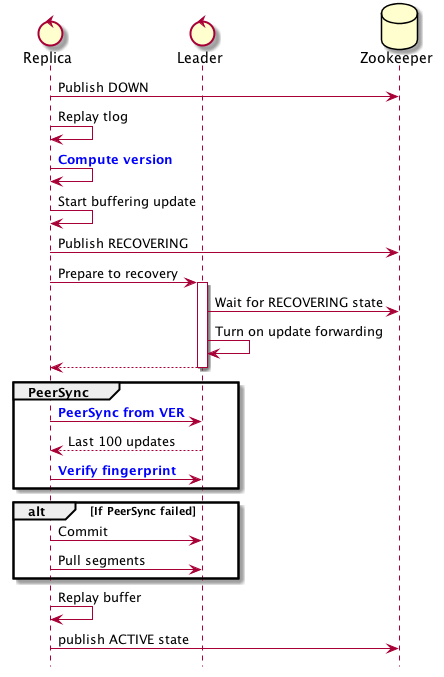 Replica
Leader
Zookeeper
Publish DOWN
Replay tlog
Compute version
Start buffering update
Publish RECOVERING
Prepare to recovery
Wait for RECOVERING state
Turn on update forwarding
PeerSync
PeerSync from VER
Last 100 updates
Verify fingerprint
alt [If PeerSync failed]
Commit
Pull segments
Replay buffer
publish ACTIVE state